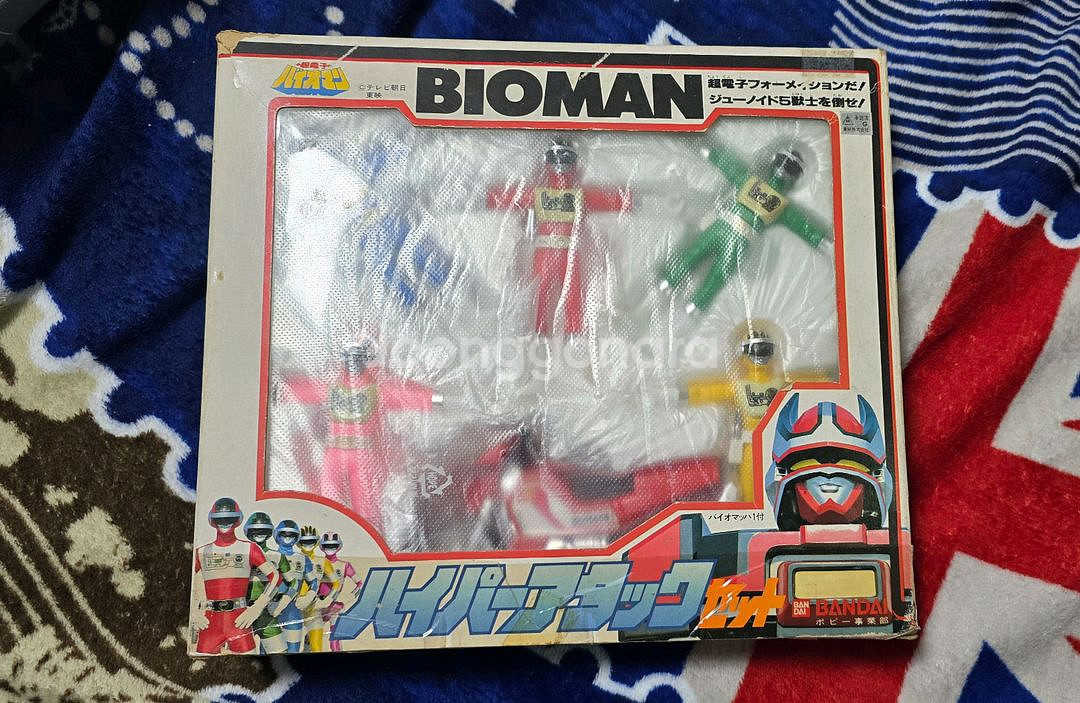 超電子
バイオマン
©テレビ朝日
東映
BIOMAN
超電子フォーメーションだ!
ジューノイド5獣士を倒せ!
バイオマッハ1付
ハイパーアタックセット
BAN
DAI
BANDAI
ポピー事業部